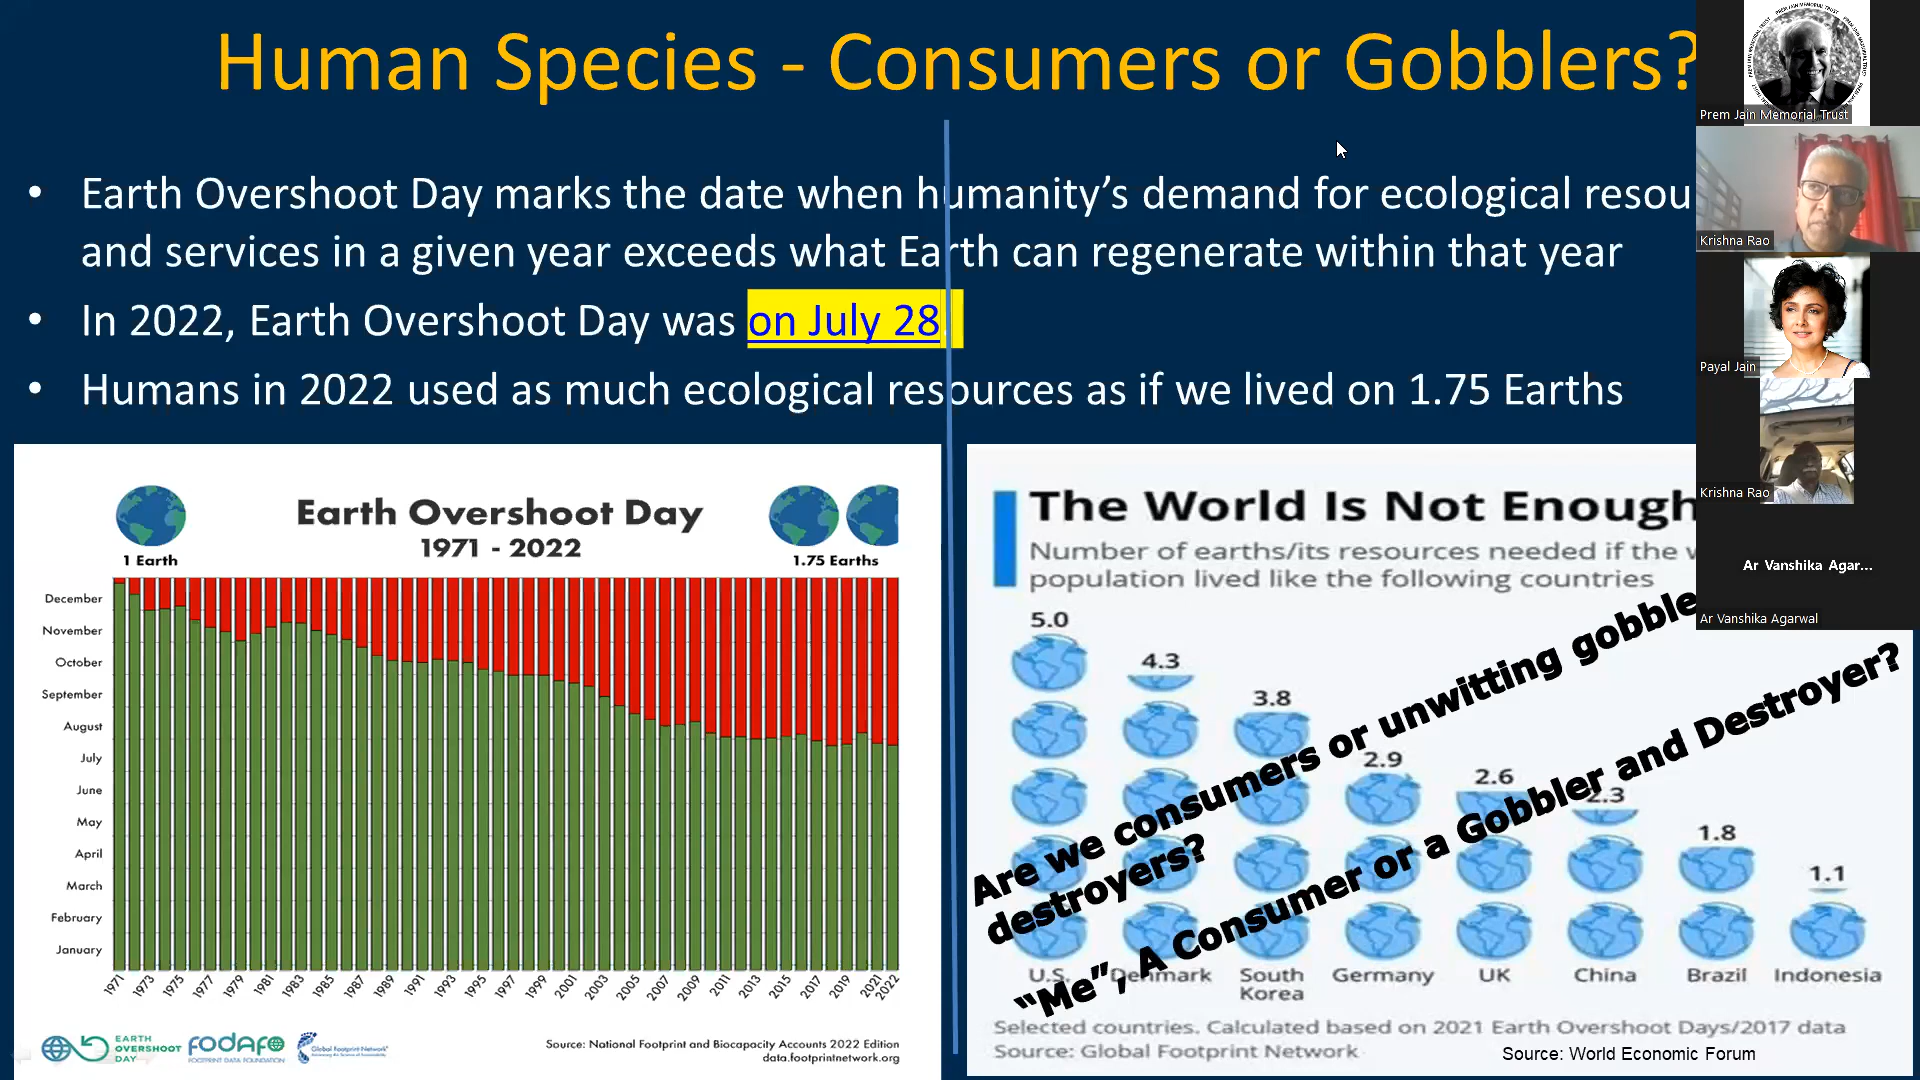 Human Species - Consumers or Gobblers?
• Earth Overshoot Day marks the date when humanity's demand for ecological resou
and services in a given year exceeds what Earth can regenerate within that year
• In 2022, Earth Overshoot Day was on July 28
• Humans in 2022 used as much ecological resources as if we lived on 1.75 Earths
Earth Overshoot Day
1971 - 2022
1 Earth
1.75 Earths
December
November
October
September
August
July
June
May
April
March
February
January
1971 1973 1975 1977 1979 1981 1983 1985 1987 1989 1991 1993 1995 1997 1999 2001 2003 2005 2007 2009 2011 2013 2015 2017 2019 2021 2022
EARTH
OVERSHOOT
DAY
FODAFO
FOOTPRINT DATA FOUNDATION
Global Footprint Network
Advancing the Science of Sustainability
Source: National Footprint and Biocapacity Accounts 2022 Edition
data.footprintnetwork.org
The World Is Not Enough
Number of earths/its resources needed if the w
population lived like the following countries
5.0
4.3
3.8
2.9
2.6
2.3
1.8
1.1
Are we consumers or unwitting gobble
destroyers?
"Me", A Consumer or a Gobbler and Destroyer?
U.S. Denmark South Korea Germany UK China Brazil Indonesia
Selected countries. Calculated based on 2021 Earth Overshoot Days/2017 data
Source: Global Footprint Network
Source: World Economic Forum
PREM JAIN MEMORIAL TRUST
Prem Jain Memorial Trust
Krishna Rao
Payal Jain
Krishna Rao
Ar Vanshika Agar...
Ar Vanshika Agarwal